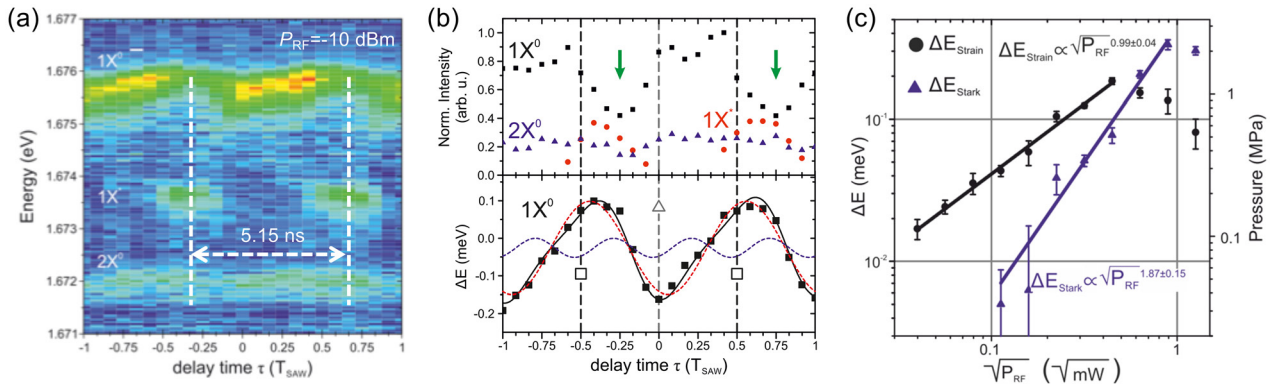 (a)
P_RF=-10 dBm
1X⁰
1X⁻
2X⁰
5.15 ns
Energy (eV)
1.677
1.676
1.675
1.674
1.673
1.672
1.671
-1 -0.75 -0.5 -0.25 0 0.25 0.5 0.75 1
delay time τ (T_SAW)
(b)
Norm. Intensity
(arb. u.)
1.0
0.8
0.6
0.4
0.2
0.0
1X⁰
1X⁻
2X⁰
1X⁰
ΔE (meV)
0.1
0.0
-0.1
-0.2
-1 -0.75 -0.5 -0.25 0 0.25 0.5 0.75 1
delay time τ (T_SAW)
(c)
ΔE_Strain
ΔE_Stark
ΔE_Strain∝√P_RF^0.99±0.04
ΔE_Stark∝√P_RF^1.87±0.15
ΔE (meV)
10⁻¹
10⁻²
Pressure (MPa)
1
0.1
0.1 1
√P_RF (√mW)